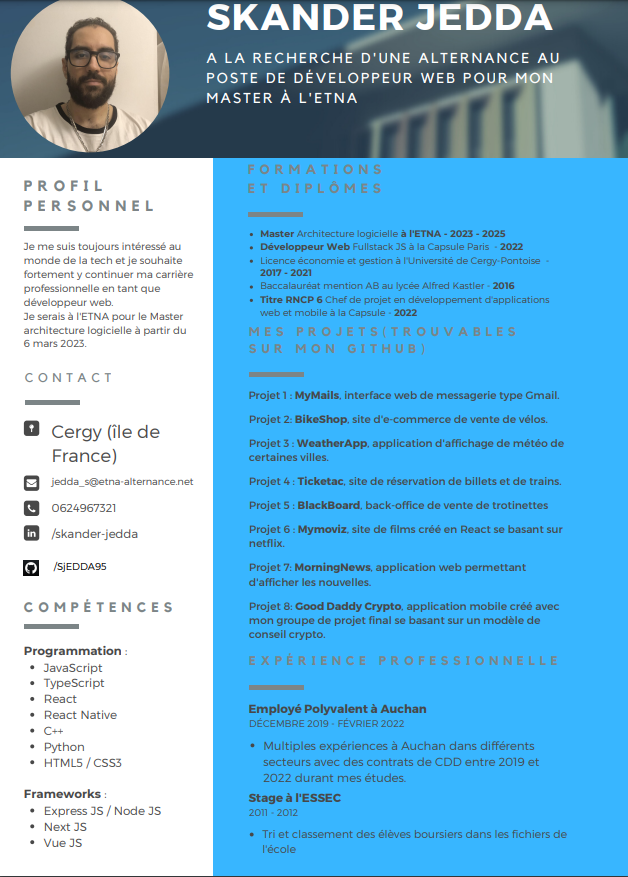 SKANDER JEDDA
A LA RECHERCHE D'UNE ALTERNANCE AU
POSTE DE DÉVELOPPEUR WEB POUR MON
MASTER À L'ETNA
PROFIL
PERSONNEL
Je me suis toujours intéressé au
monde de la tech et je souhaite
fortement y continuer ma carrière
professionnelle en tant que
développeur web.
Je serais à l'ETNA pour le Master
architecture logicielle à partir du
6 mars 2023.
CONTACT
Cergy (île de
France)
jedda_s@etna-alternance.net
0624967321
/skander-jedda
/SjEDDA95
COMPÉTENCES
Programmation :
• JavaScript
• TypeScript
• React
• React Native
• C++
• Python
• HTML5 / CSS3
Frameworks :
• Express JS / Node JS
• Next JS
• Vue JS
FORMATIONS
ET DIPLÔMES
• Master Architecture logicielle à l'ETNA - 2023 - 2025
• Développeur Web Fullstack JS à la Capsule Paris - 2022
• Licence économie et gestion à l'Université de Cergy-Pontoise -
2017 - 2021
• Baccalauréat mention AB au lycée Alfred Kastler - 2016
• Titre RNCP 6 Chef de projet en développement d'applications
web et mobile à la Capsule - 2022
MES PROJETS(TROUVABLES
SUR MON GITHUB)
Projet 1 : MyMails, interface web de messagerie type Gmail.
Projet 2: BikeShop, site d'e-commerce de vente de vélos.
Projet 3 : WeatherApp, application d'affichage de météo de
certaines villes.
Projet 4 : Ticketac, site de réservation de billets et de trains.
Projet 5 : BlackBoard, back-office de vente de trotinettes
Projet 6 : Mymoviz, site de films créé en React se basant sur
netflix.
Projet 7: MorningNews, application web permettant
d'afficher les nouvelles.
Projet 8: Good Daddy Crypto, application mobile créé avec
mon groupe de projet final se basant sur un modèle de
conseil crypto.
EXPÉRIENCE PROFESSIONNELLE
Employé Polyvalent à Auchan
DÉCEMBRE 2019 - FÉVRIER 2022
• Multiples expériences à Auchan dans différents
secteurs avec des contrats de CDD entre 2019 et
2022 durant mes études.
Stage à l'ESSEC
2011 - 2012
• Tri et classement des élèves boursiers dans les fichiers de
l'école